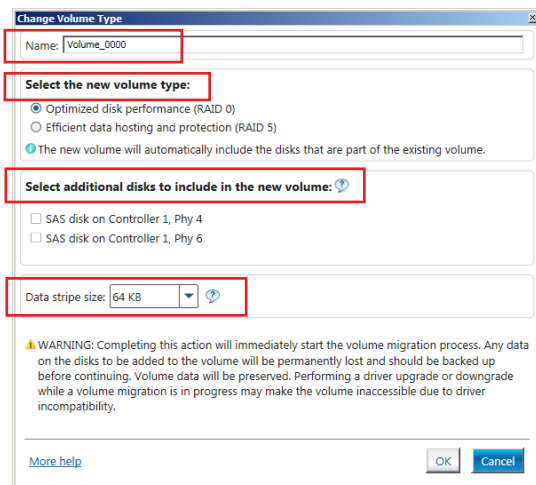 Change Volume Type
Name: Volume_0000
Select the new volume type:
Optimized disk performance (RAID 0)
Efficient data hosting and protection (RAID 5)
The new volume will automatically include the disks that are part of the existing volume.
Select additional disks to include in the new volume:
SAS disk on Controller 1, Phy 4
SAS disk on Controller 1, Phy 6
Data stripe size: 64 KB
WARNING: Completing this action will immediately start the volume migration process. Any data
on the disks to be added to the volume will be permanently lost and should be backed up
before continuing. Volume data will be preserved. Performing a driver upgrade or downgrade
while a volume migration is in progress may make the volume inaccessible due to driver
incompatibility.
More help
OK
Cancel